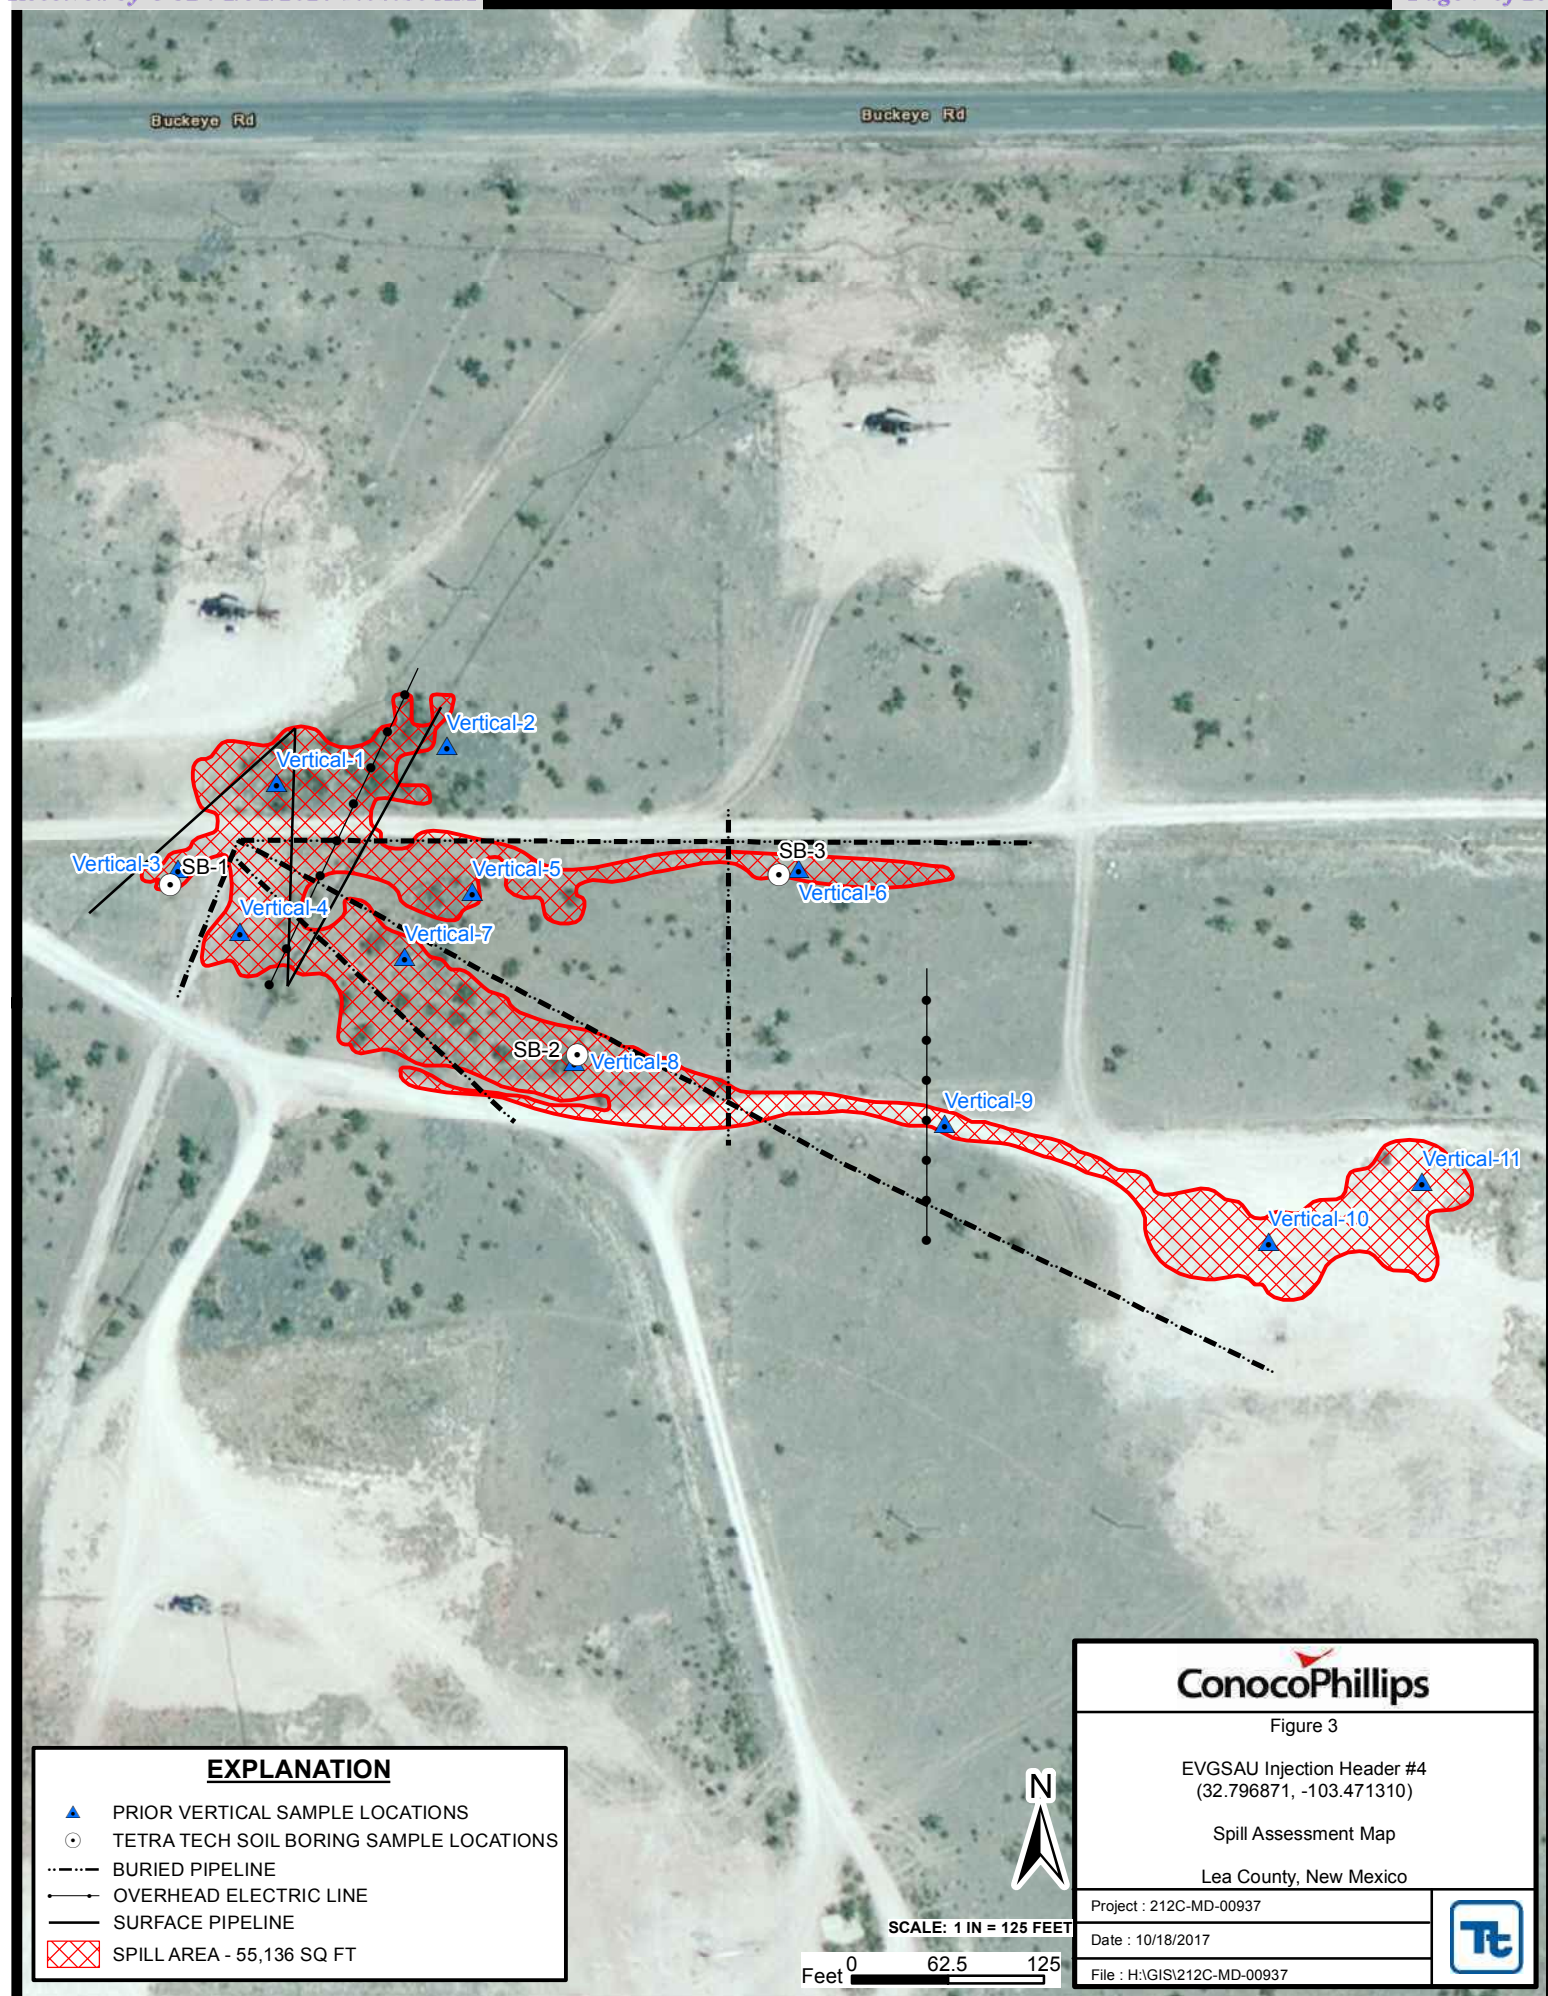 Buckeye Rd
Buckeye Rd
Vertical-2
Vertical-1
SB-3
Vertical-3
SB-1
Vertical-5
Vertical-6
Vertical-4
Vertical-7
SB-2
Vertical-8
Vertical-9
Vertical-11
Vertical-10
EXPLANATION
PRIOR VERTICAL SAMPLE LOCATIONS
TETRA TECH SOIL BORING SAMPLE LOCATIONS
BURIED PIPELINE
OVERHEAD ELECTRIC LINE
SURFACE PIPELINE
SPILL AREA - 55,136 SQ FT
N
SCALE: 1 IN = 125 FEET
Feet 0 62.5 125
ConocoPhillips
Figure 3
EVGSAU Injection Header #4
(32.796871, -103.471310)
Spill Assessment Map
Lea County, New Mexico
Project : 212C-MD-00937
Date : 10/18/2017
File : H:\GIS\212C-MD-00937
Tt